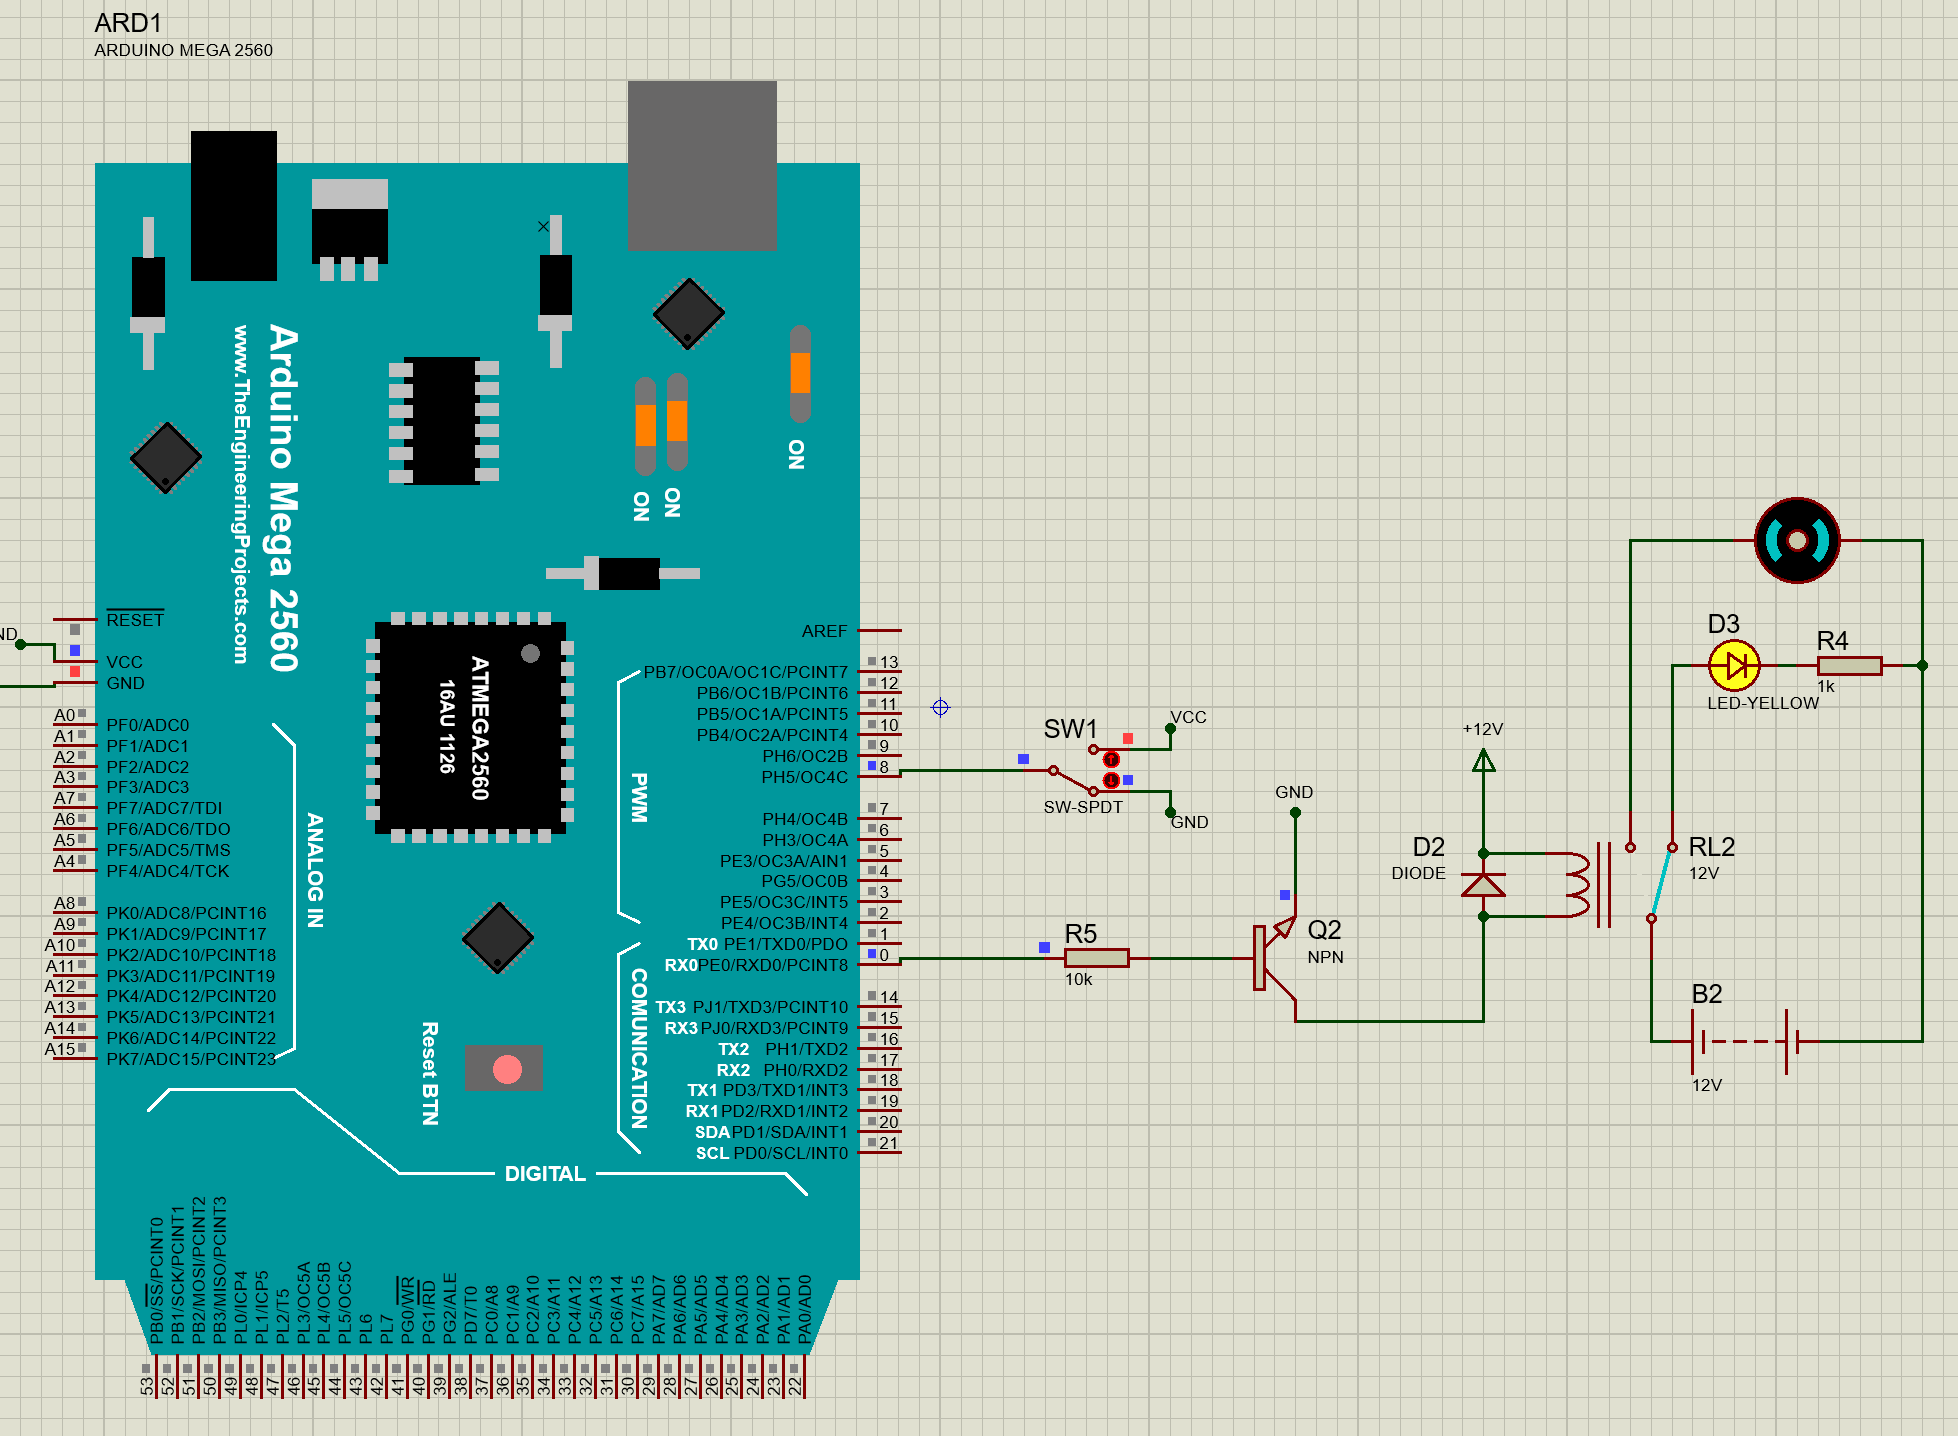 ARD1
ARDUINO MEGA 2560
Arduino Mega 2560
www.TheEngineeringProjects.com
ON
ON
ON
ATMEGA2560
16AU 1126
RESET
ND
VCC
GND
A0 PF0/ADC0
A1 PF1/ADC1
A2 PF2/ADC2
A3 PF3/ADC3
A7 PF7/ADC7/TDI
A6 PF6/ADC6/TDO
A5 PF5/ADC5/TMS
A4 PF4/ADC4/TCK
A8 PK0/ADC8/PCINT16
A9 PK1/ADC9/PCINT17
A10 PK2/ADC10/PCINT18
A11 PK3/ADC11/PCINT19
A12 PK4/ADC12/PCINT20
A13 PK5/ADC13/PCINT21
A14 PK6/ADC14/PCINT22
A15 PK7/ADC15/PCINT23
ANALOG IN
Reset BTN
AREF
PB7/OC0A/OC1C/PCINT7 13
PB6/OC1B/PCINT6 12
PB5/OC1A/PCINT5 11
PB4/OC2A/PCINT4 10
PH6/OC2B 9
PH5/OC4C 8
PH4/OC4B 7
PH3/OC4A 6
PE3/OC3A/AIN1 5
PG5/OC0B 4
PE5/OC3C/INT5 3
PE4/OC3B/INT4 2
TX0 PE1/TXD0/PDO 1
RX0 PE0/RXD0/PCINT8 0
TX3 PJ1/TXD3/PCINT10 14
RX3 PJ0/RXD3/PCINT9 15
TX2 PH1/TXD2 16
RX2 PH0/RXD2 17
TX1 PD3/TXD1/INT3 18
RX1 PD2/RXD1/INT2 19
SDA PD1/SDA/INT1 20
SCL PD0/SCL/INT0 21
PWM
COMUNICATION
DIGITAL
PB0/SS/PCINT0 53
PB1/SCK/PCINT1 52
PB2/MOSI/PCINT2 51
PB3/MISO/PCINT3 50
PL0/ICP4 49
PL1/ICP5 48
PL2/T5 47
PL3/OC5A 46
PL4/OC5B 45
PL5/OC5C 44
PL6 43
PL7 42
PG0/WR 41
PG1/RD 40
PG2/ALE 39
PD7/T0 38
PC0/A8 37
PC1/A9 36
PC2/A10 35
PC3/A11 34
PC4/A12 33
PC5/A13 32
PC6/A14 31
PC7/A15 30
PA7/AD7 29
PA6/AD6 28
PA5/AD5 27
PA4/AD4 26
PA3/AD3 25
PA2/AD2 24
PA1/AD1 23
PA0/AD0 22
SW1
SW-SPDT
VCC
GND
GND
R5
10k
Q2
NPN
+12V
D2
DIODE
D3
LED-YELLOW
R4
1k
RL2
12V
B2
12V